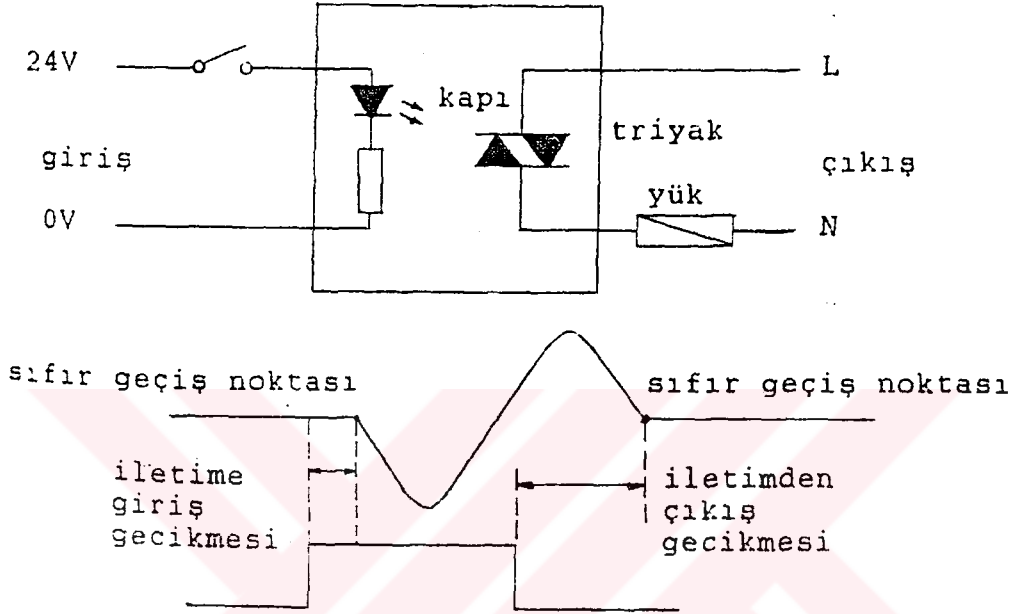 24V
L
kapı
triyak
giriş
çıkış
yük
0V
N
sıfır geçiş noktası
sıfır geçiş noktası
iletime
giriş
gecikmesi
iletimden
çıkış
gecikmesi